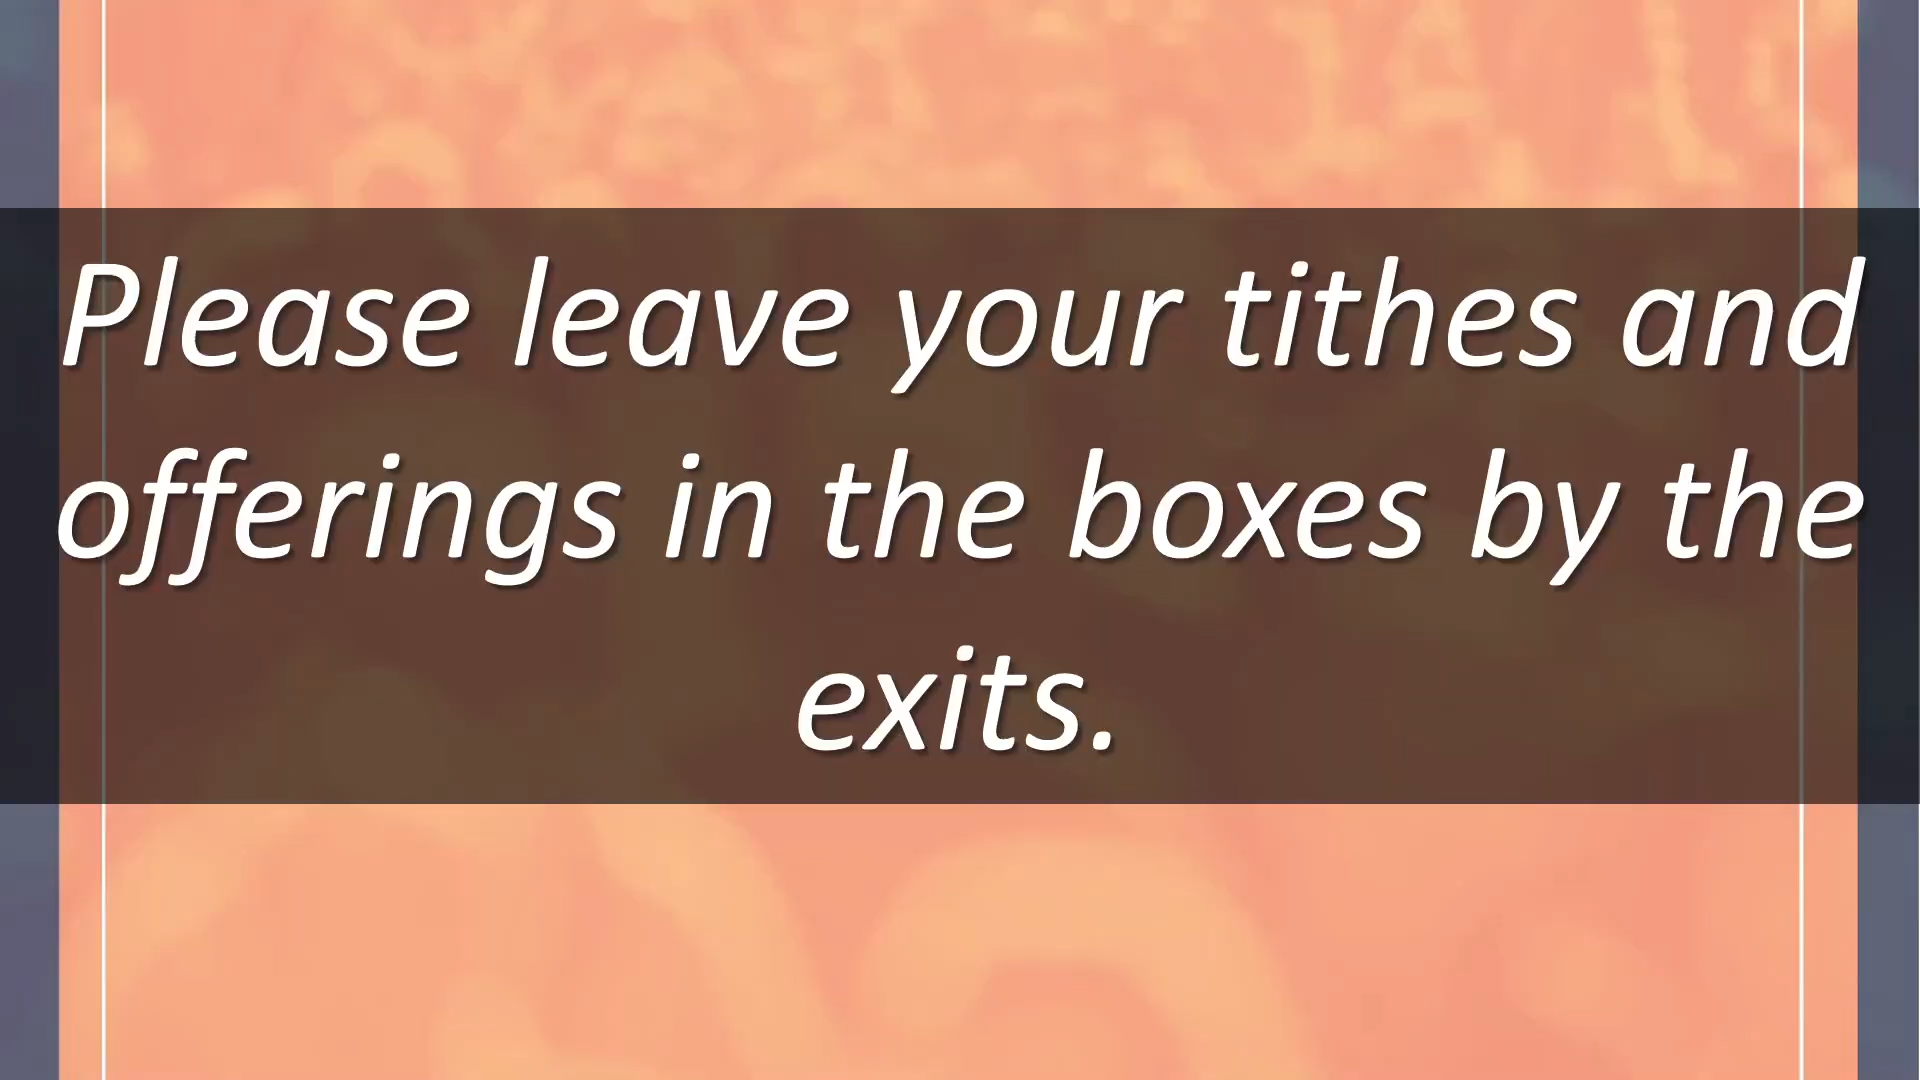 Please leave your tithes and
offerings in the boxes by the
exits.